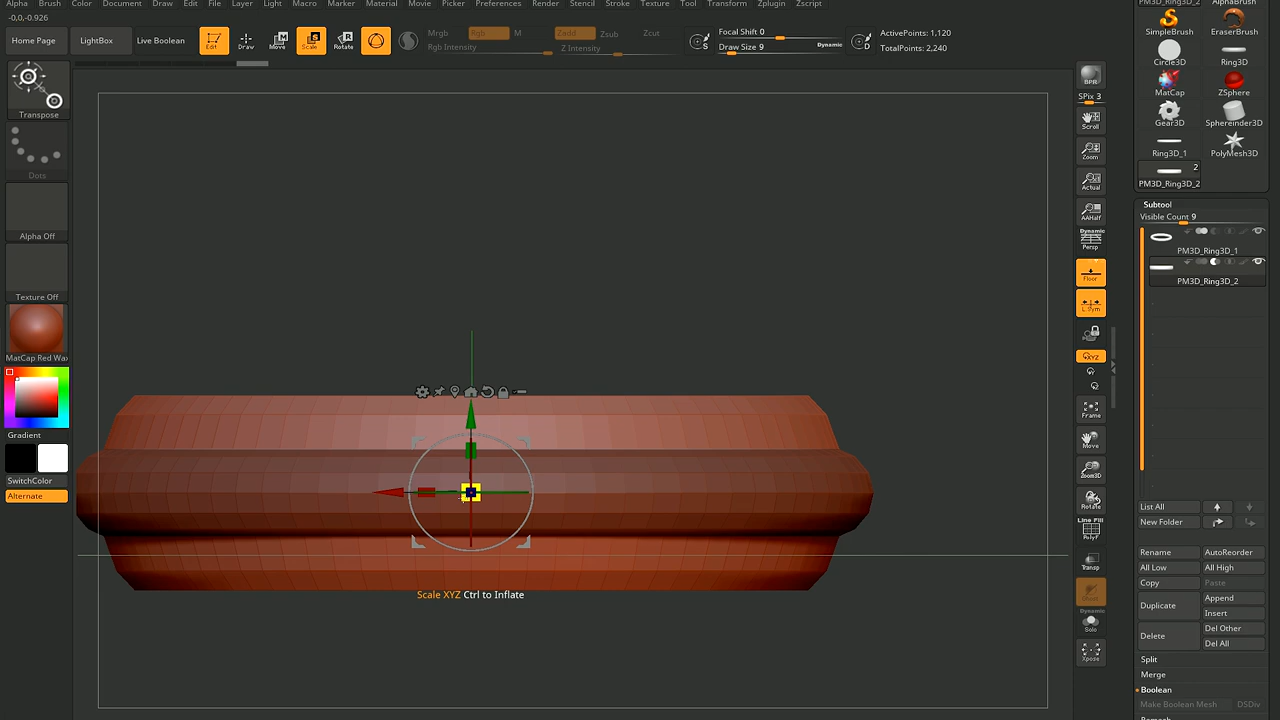 Alpha Brush Color Document Draw Edit File Layer Light Macro Marker Material Movie Picker Preferences Render Stencil Stroke Texture Tool Transform Zplugin Zscript
-0,-0,-0.926
Home Page
LightBox
Live Boolean
Edit
Draw
Move
Scale
Rotate
Mrgb
Rgb
M
Rgb Intensity
Zadd
Zsub
Zcut
Z Intensity
S
Focal Shift 0
Draw Size 9
Dynamic
D
ActivePoints: 1,120
TotalPoints: 2,240
Transpose
Dots
Alpha Off
Texture Off
MatCap Red Wax
Gradient
SwitchColor
Alternate
Scale XYZ Ctrl to Inflate
BPR
SPix 3
Scroll
Zoom
Actual
AAHalf
Dynamic
Persp
Floor
L.Sym
XYZ
Frame
Move
Zoom3D
Rotate
Line Fill
PolyF
Transp
Ghost
Dynamic
Solo
Xpose
PM3D_Ring3D_2
AlphaBrush
SimpleBrush
EraserBrush
Circle3D
Ring3D
MatCap
ZSphere
Gear3D
Sphereinder3D
Ring3D_1
PolyMesh3D
2
PM3D_Ring3D_2
Subtool
Visible Count 9
PM3D_Ring3D_1
PM3D_Ring3D_2
List All
New Folder
Rename
AutoReorder
All Low
All High
Copy
Paste
Duplicate
Append
Insert
Delete
Del Other
Del All
Split
Merge
Boolean
Make Boolean Mesh
DSDiv
Remesh